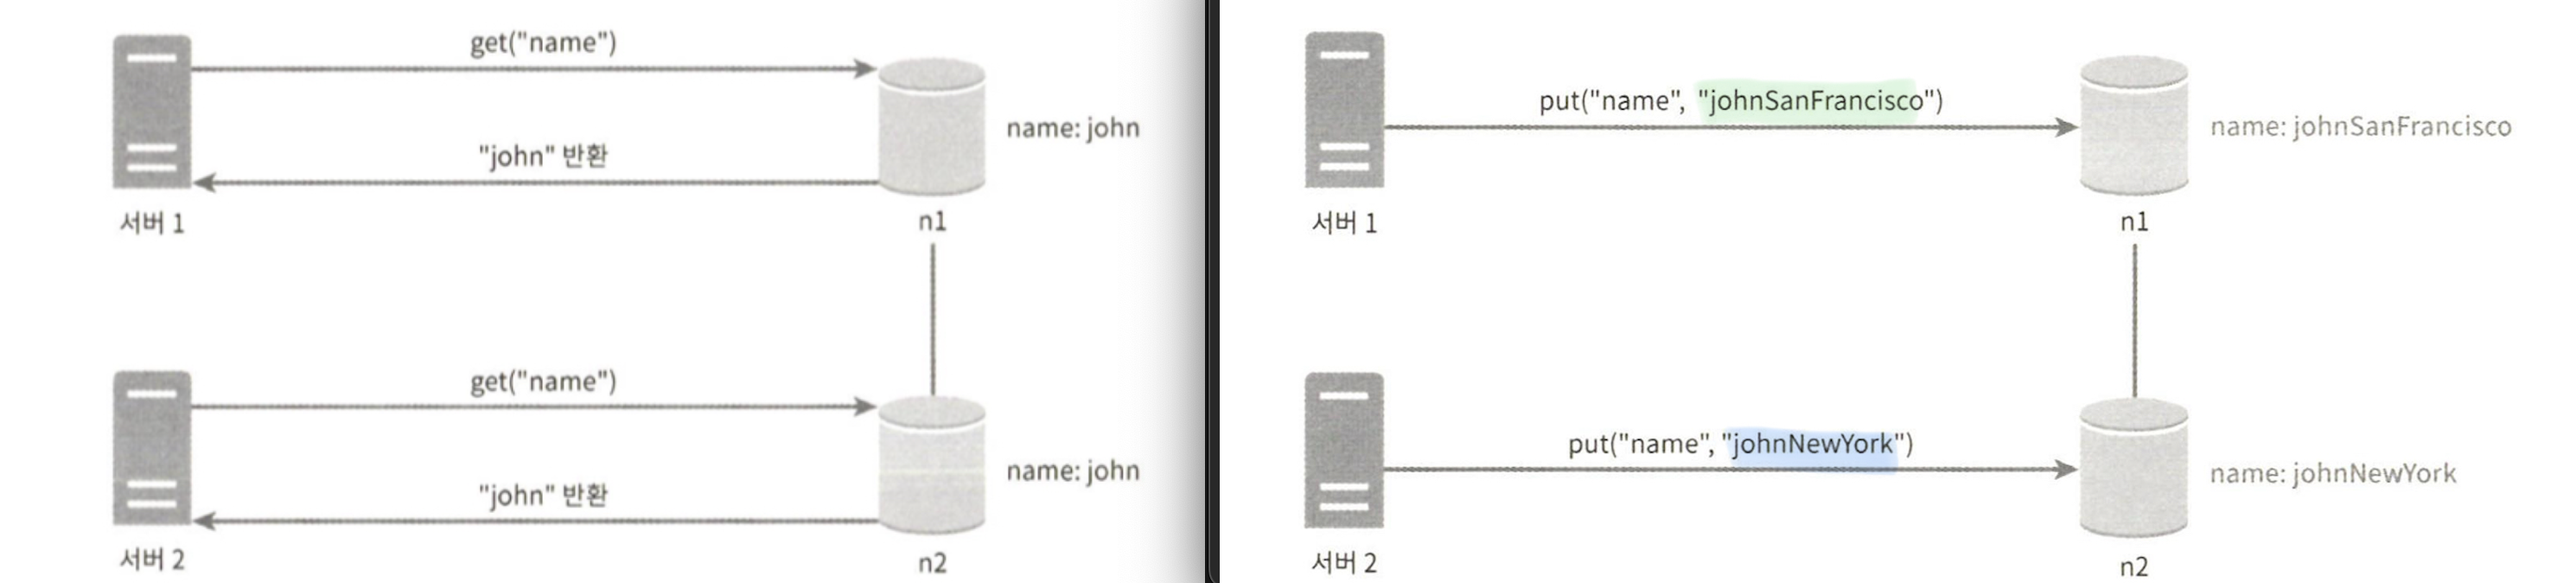 get("name")
name: john
"john" 반환
서버 1
n1
get("name")
name: john
"john" 반환
서버 2
n2
put("name", "johnSanFrancisco")
name: johnSanFrancisco
서버 1
n1
put("name", "johnNewYork")
name: johnNewYork
서버 2
n2